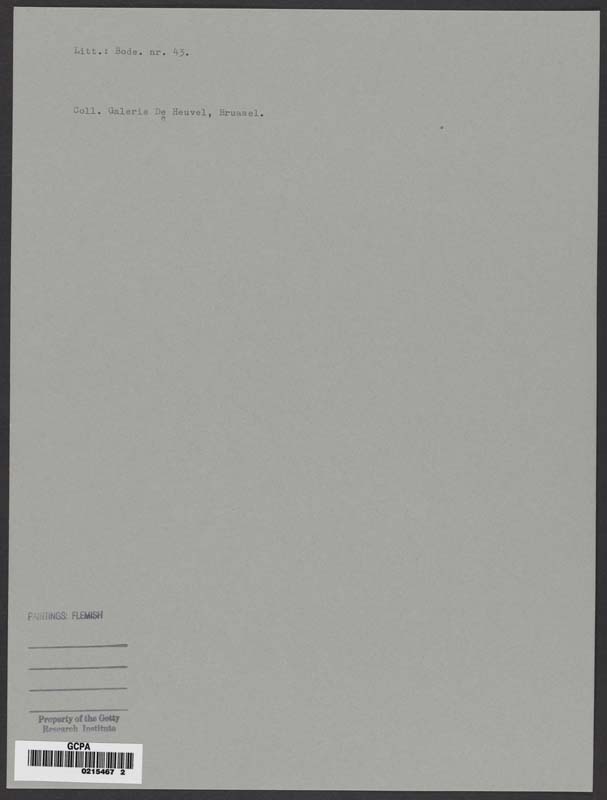 Litt.: Bode. nr. 43.
Coll. Galerie De Heuvel, Brussel.
PAINTINGS: FLEMISH
Property of the Getty
Research Institute
GCPA
0215467 2